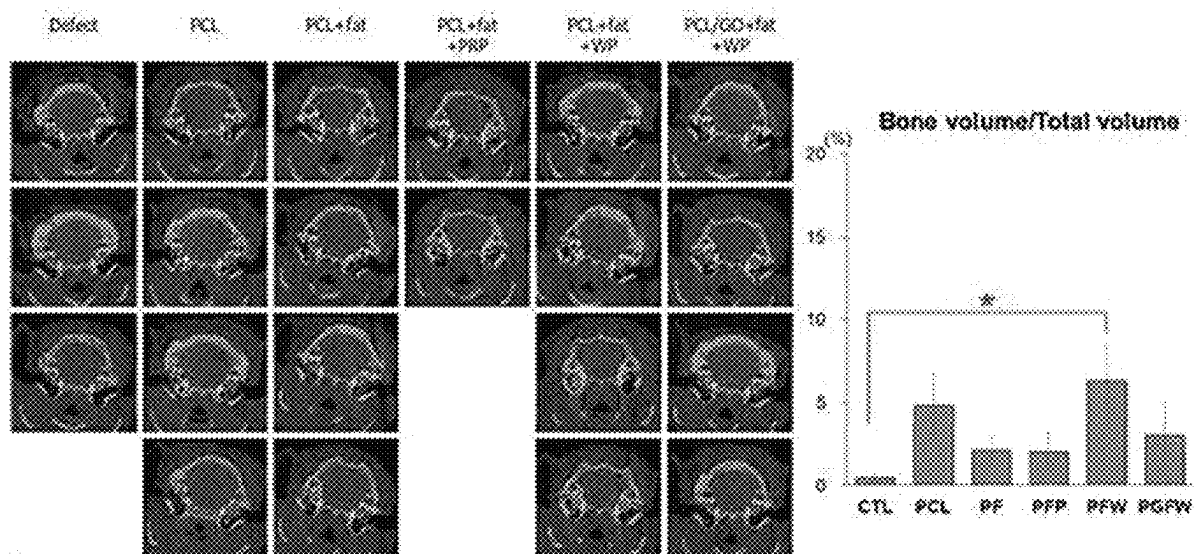 Defect PCL PCL+fat PCL+fat PCL+fat PCL/GO+fat
+PRP +WP +WP
Bone volume/Total volume
(%)
20
15
*
10
5
0
CTL PCL PF PFP PFW PGFW